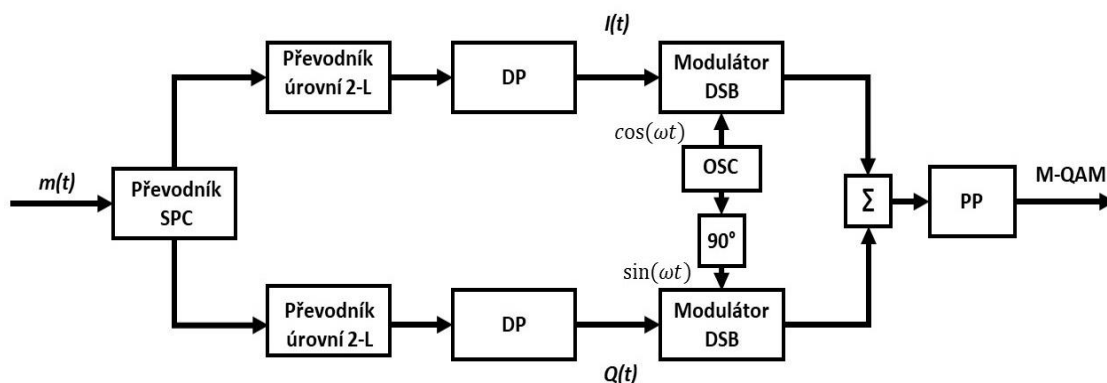 I(t)
Převodník
úrovní 2-L
DP
Modulátor
DSB
cos(ωt)
OSC
m(t)
Převodník
SPC
M-QAM
Σ
PP
90°
sin(ωt)
Převodník
úrovní 2-L
DP
Modulátor
DSB
Q(t)